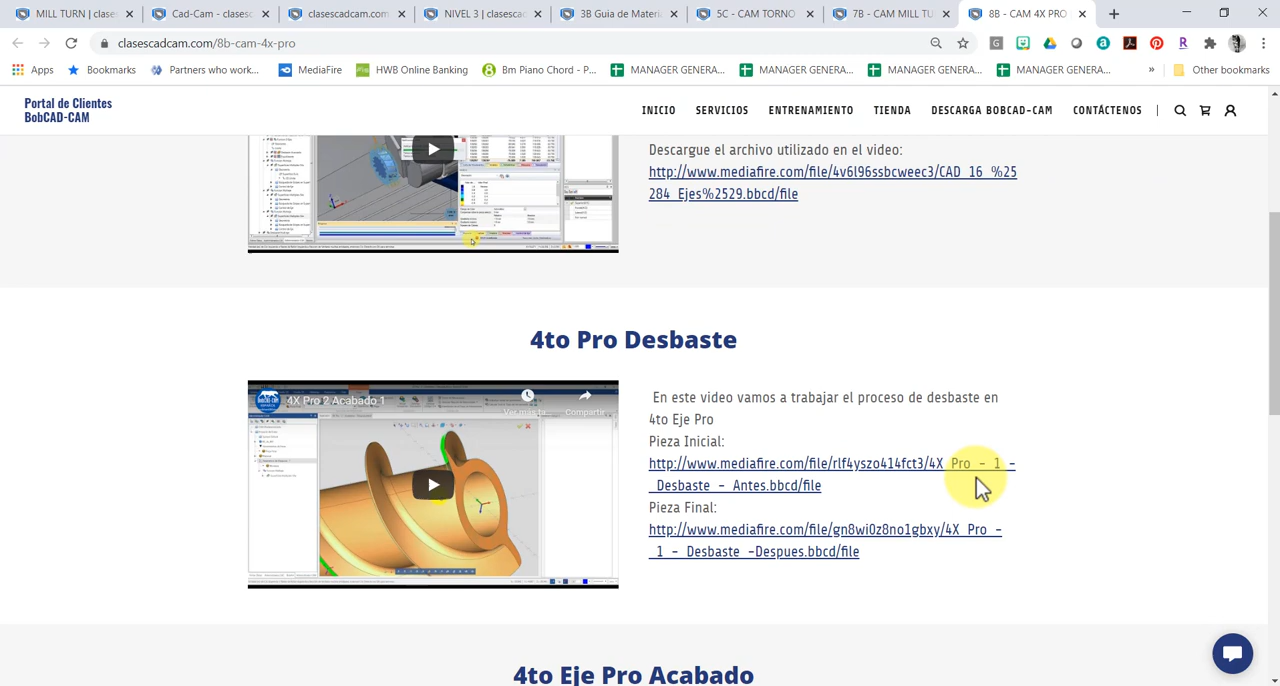 MILL TURN | clases
Cad-Cam - clasesc
clasescadcam.com/
NIVEL 3 | clasescad
3B Guia de Materi
5C - CAM TORNO
7B - CAM MILL TU
8B - CAM 4X PRO
clasescadcam.com/8b-cam-4x-pro
Apps
Bookmarks
Partners who work...
MediaFire
HWB Online Banking
Bm Piano Chord - P...
MANAGER GENERA...
MANAGER GENERA...
MANAGER GENERA...
MANAGER GENERA...
»
Other bookmarks
Portal de Clientes
BobCAD-CAM
INICIO
SERVICIOS
ENTRENAMIENTO
TIENDA
DESCARGA BOBCAD-CAM
CONTÁCTENOS
Descargue el archivo utilizado en el video:
http://www.mediafire.com/file/4v6l96ssbcweec3/CAD_16_%25
284_Ejes%2529.bbcd/file
4to Pro Desbaste
4X Pro 2 Acabado 1
Ver más ta...
Compartir
En este video vamos a trabajar el proceso de desbaste en
4to Eje Pro
Pieza Inicial:
http://www.mediafire.com/file/rlf4yszo414fct3/4X_Pro_-_1_-
_Desbaste_-_Antes.bbcd/file
Pieza Final:
http://www.mediafire.com/file/gn8wi0z8no1gbxy/4X_Pro_-
_1_-_Desbaste_-Despues.bbcd/file
4to Eje Pro Acabado